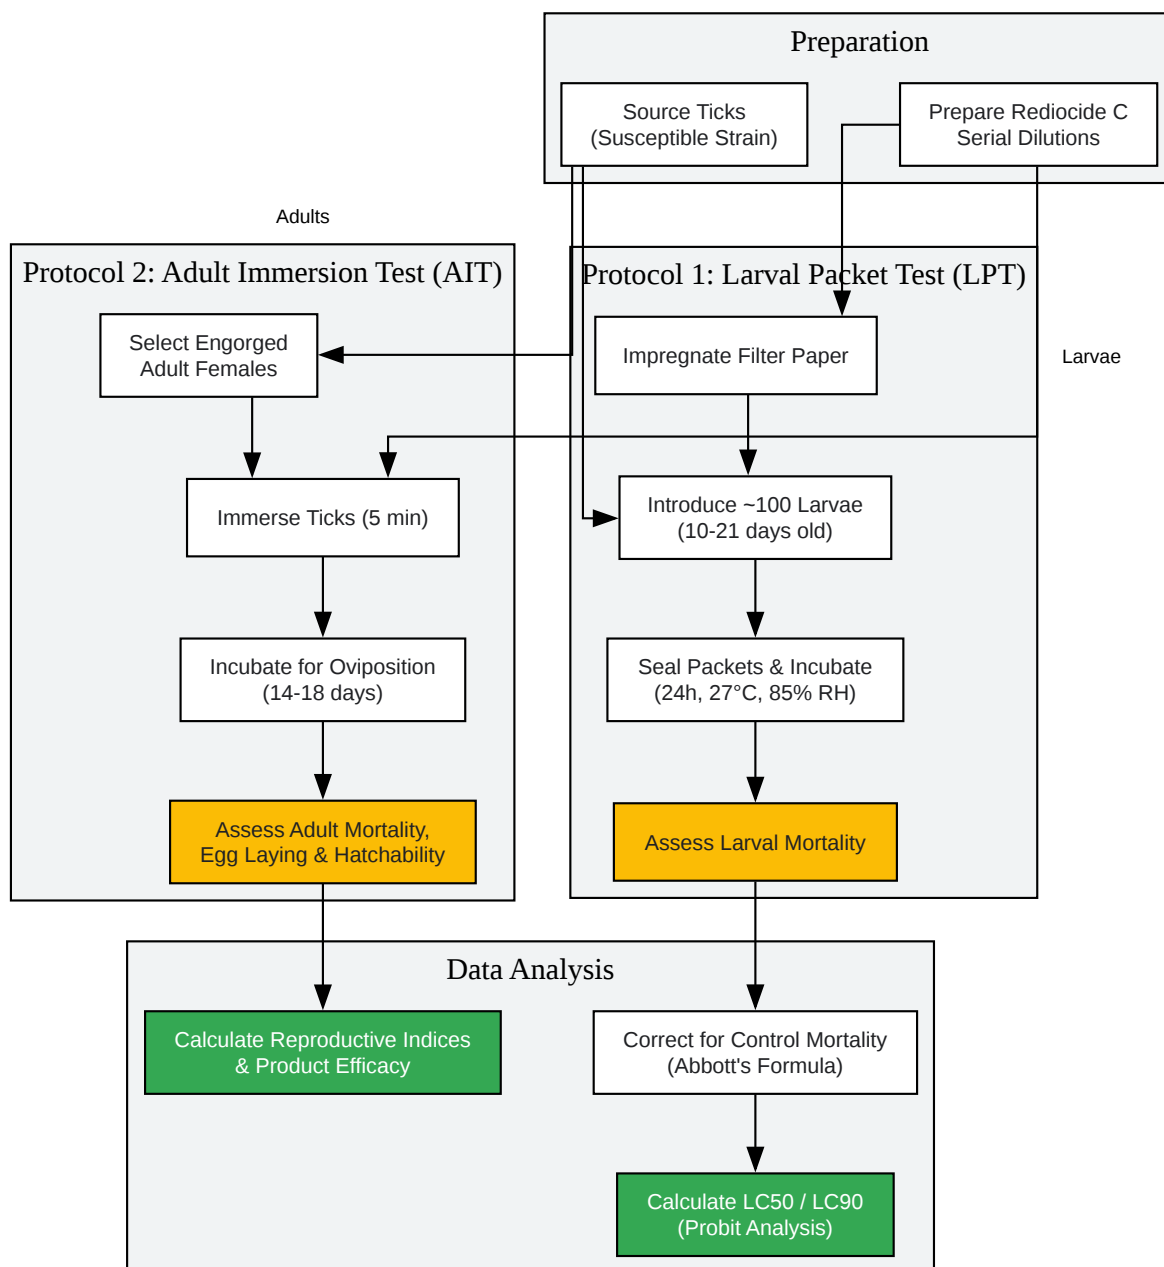 Preparation
Source Ticks
(Susceptible Strain)
Prepare Rediocide C
Serial Dilutions
Adults
Protocol 2: Adult Immersion Test (AIT)
Protocol 1: Larval Packet Test (LPT)
Select Engorged
Adult Females
Impregnate Filter Paper
Larvae
Immerse Ticks (5 min)
Introduce ~100 Larvae
(10-21 days old)
Incubate for Oviposition
(14-18 days)
Seal Packets & Incubate
(24h, 27°C, 85% RH)
Assess Adult Mortality,
Egg Laying & Hatchability
Assess Larval Mortality
Data Analysis
Calculate Reproductive Indices
& Product Efficacy
Correct for Control Mortality
(Abbott's Formula)
Calculate LC50 / LC90
(Probit Analysis)